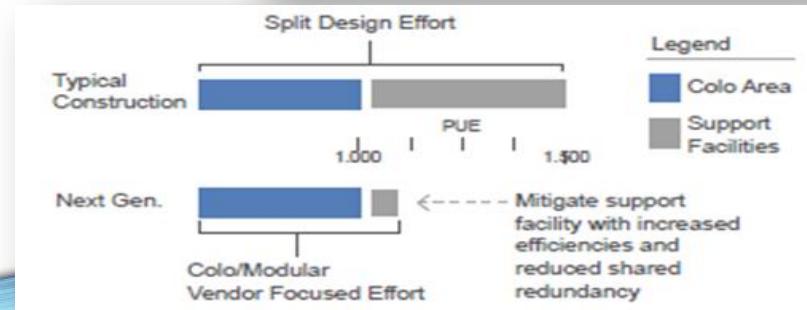 Split Design Effort
Legend
Typical
Construction
Colo Area
Support
Facilities
PUE
1.000
1.500
Next Gen.
Mitigate support
facility with increased
efficiencies and
reduced shared
redundancy
Colo/Modular
Vendor Focused Effort